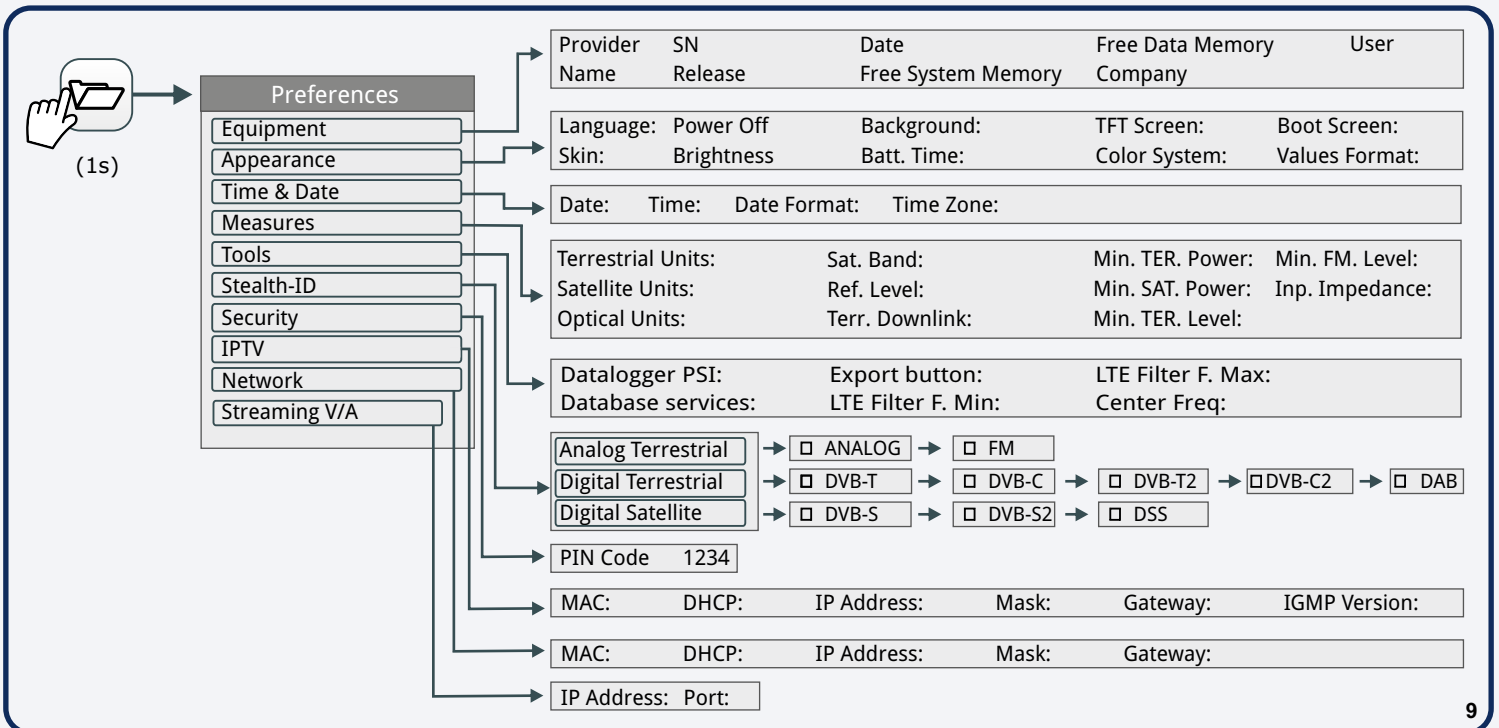 (1s)
Preferences
Equipment
Appearance
Time & Date
Measures
Tools
Stealth-ID
Security
IPTV
Network
Streaming V/A
Provider SN Date Free Data Memory User
Name Release Free System Memory Company
Language: Power Off Background: TFT Screen: Boot Screen:
Skin: Brightness Batt. Time: Color System: Values Format:
Date: Time: Date Format: Time Zone:
Terrestrial Units: Sat. Band: Min. TER. Power: Min. FM. Level:
Satellite Units: Ref. Level: Min. SAT. Power: Inp. Impedance:
Optical Units: Terr. Downlink: Min. TER. Level:
Datalogger PSI: Export button: LTE Filter F. Max:
Database services: LTE Filter F. Min: Center Freq:
Analog Terrestrial ANALOG FM
Digital Terrestrial DVB-T DVB-C DVB-T2 DVB-C2 DAB
Digital Satellite DVB-S DVB-S2 DSS
PIN Code 1234
MAC: DHCP: IP Address: Mask: Gateway: IGMP Version:
MAC: DHCP: IP Address: Mask: Gateway:
IP Address: Port:
9